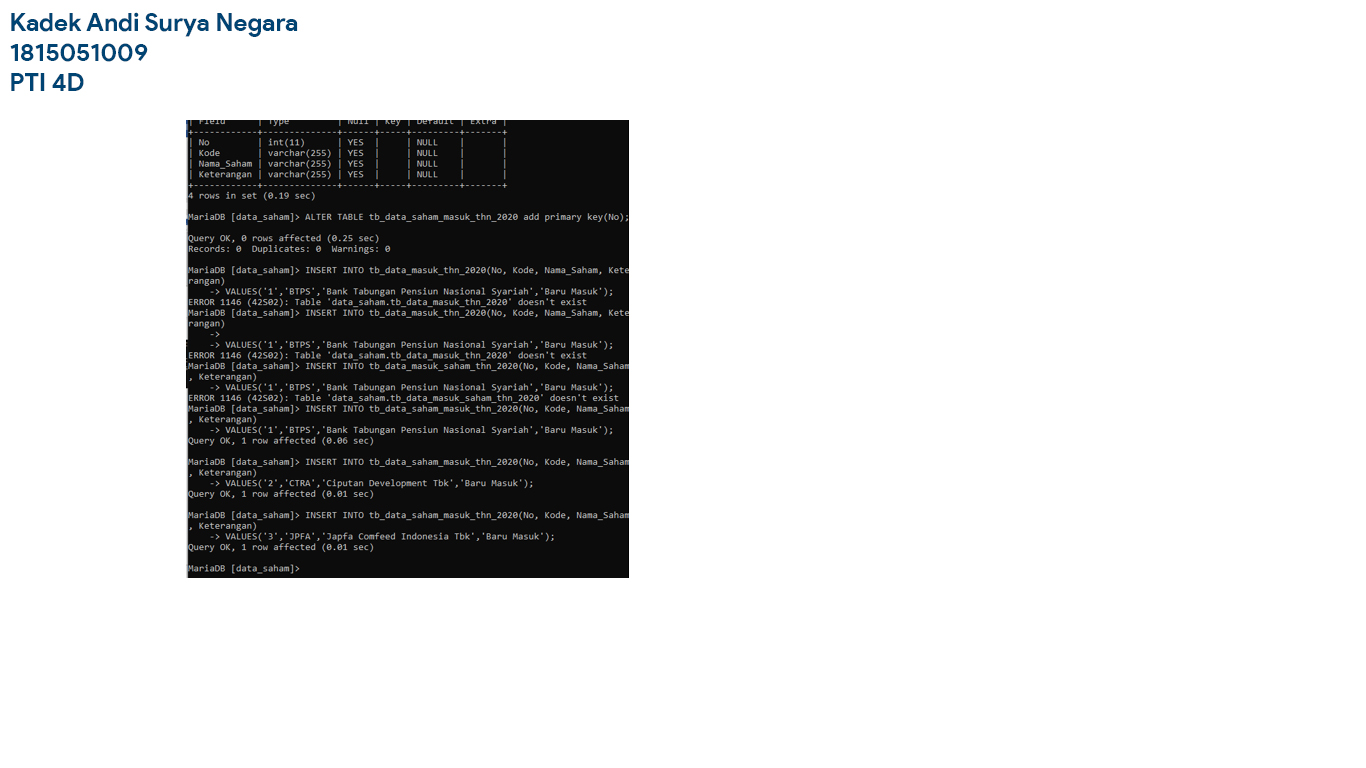 Kadek Andi Surya Negara
1815051009
PTI 4D
| Field | Type | Null | Key | Default | Extra |
+------------+--------------+------+-----+---------+-------+
| No | int(11) | YES | | NULL | |
| Kode | varchar(255) | YES | | NULL | |
| Nama_Saham | varchar(255) | YES | | NULL | |
| Keterangan | varchar(255) | YES | | NULL | |
+------------+--------------+------+-----+---------+-------+
4 rows in set (0.19 sec)
MariaDB [data_saham]> ALTER TABLE tb_data_saham_masuk_thn_2020 add primary key(No);
Query OK, 0 rows affected (0.25 sec)
Records: 0 Duplicates: 0 Warnings: 0
MariaDB [data_saham]> INSERT INTO tb_data_masuk_thn_2020(No, Kode, Nama_Saham, Kete
rangan)
-> VALUES('1','BTPS','Bank Tabungan Pensiun Nasional Syariah','Baru Masuk');
ERROR 1146 (42S02): Table 'data_saham.tb_data_masuk_thn_2020' doesn't exist
MariaDB [data_saham]> INSERT INTO tb_data_masuk_thn_2020(No, Kode, Nama_Saham, Kete
rangan)
->
-> VALUES('1','BTPS','Bank Tabungan Pensiun Nasional Syariah','Baru Masuk');
ERROR 1146 (42S02): Table 'data_saham.tb_data_masuk_thn_2020' doesn't exist
MariaDB [data_saham]> INSERT INTO tb_data_masuk_saham_thn_2020(No, Kode, Nama_Saham
, Keterangan)
-> VALUES('1','BTPS','Bank Tabungan Pensiun Nasional Syariah','Baru Masuk');
ERROR 1146 (42S02): Table 'data_saham.tb_data_masuk_saham_thn_2020' doesn't exist
MariaDB [data_saham]> INSERT INTO tb_data_saham_masuk_thn_2020(No, Kode, Nama_Saham
, Keterangan)
-> VALUES('1','BTPS','Bank Tabungan Pensiun Nasional Syariah','Baru Masuk');
Query OK, 1 row affected (0.06 sec)
MariaDB [data_saham]> INSERT INTO tb_data_saham_masuk_thn_2020(No, Kode, Nama_Saham
, Keterangan)
-> VALUES('2','CTRA','Ciputan Development Tbk','Baru Masuk');
Query OK, 1 row affected (0.01 sec)
MariaDB [data_saham]> INSERT INTO tb_data_saham_masuk_thn_2020(No, Kode, Nama_Saham
, Keterangan)
-> VALUES('3','JPFA','Japfa Comfeed Indonesia Tbk','Baru Masuk');
Query OK, 1 row affected (0.01 sec)
MariaDB [data_saham]>